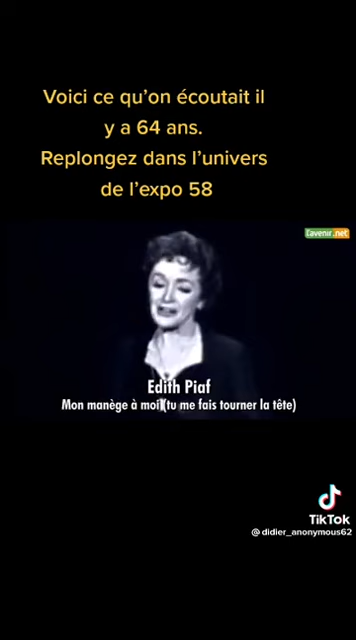 Voici ce qu'on écoutait il
y a 64 ans.
Replongez dans l'univers
de l'expo 58
l'avenir.net
Edith Piaf
Mon manège à moi (tu me fais tourner la tête)
TikTok
@didier_anonymous62